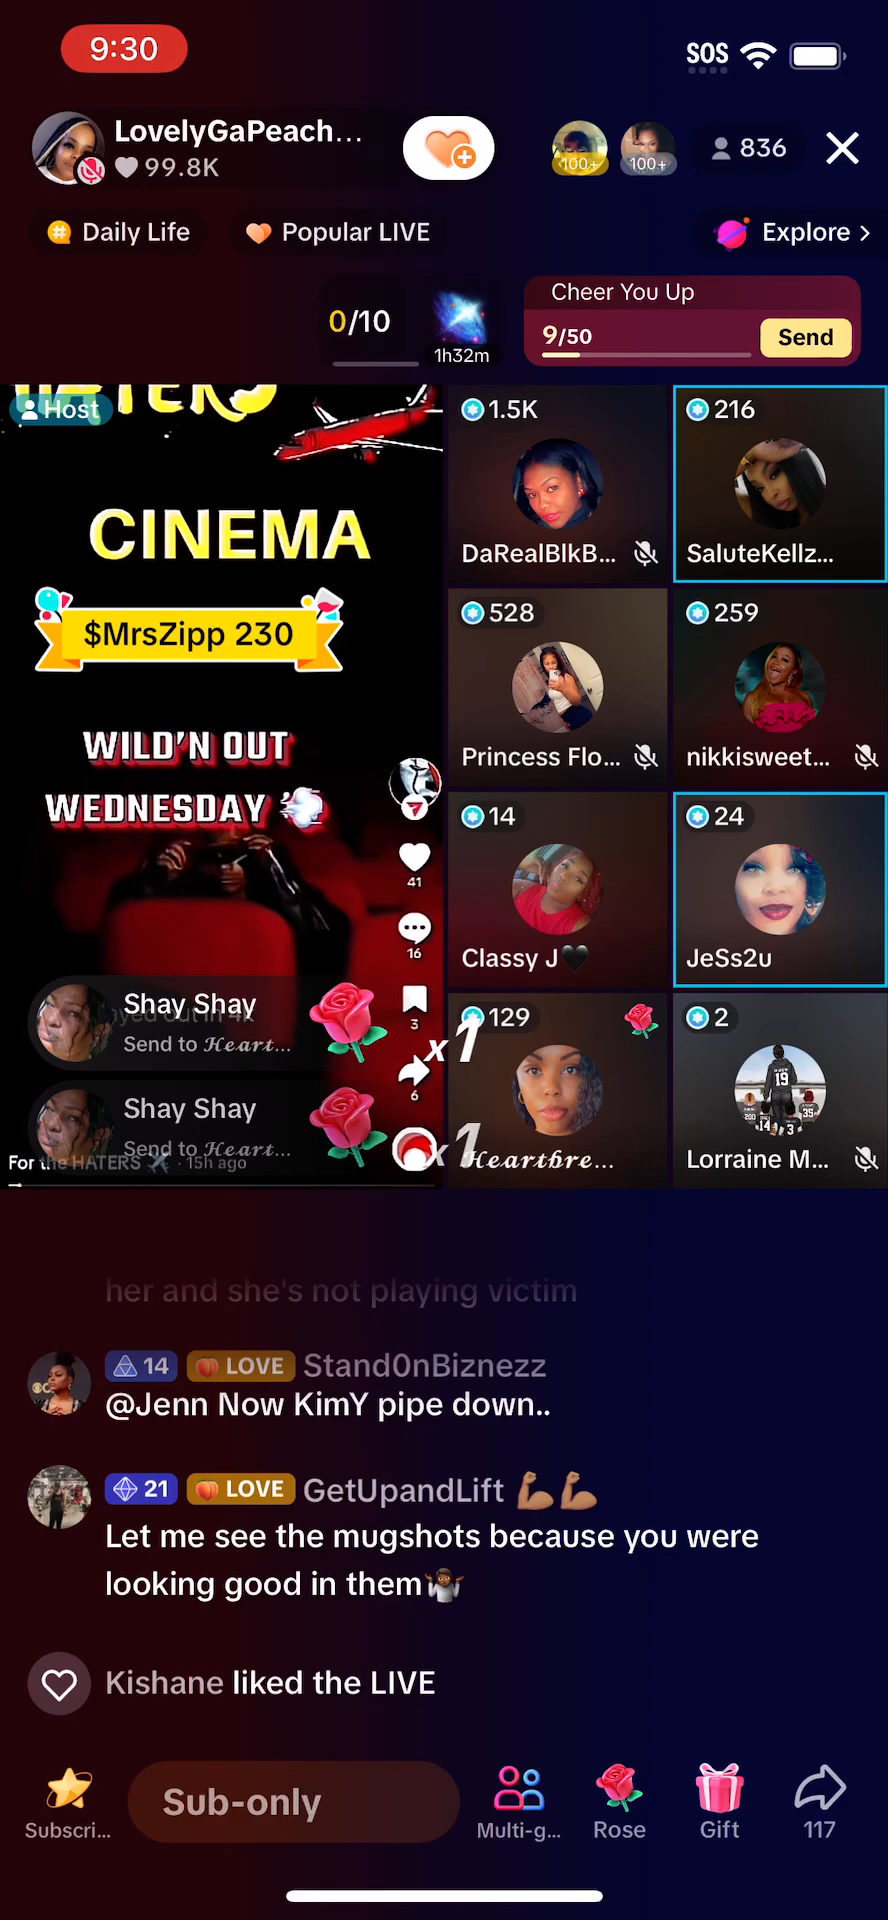 9:30
SOS
LovelyGaPeach...
99.8K
100+
100+
836
Daily Life
Popular LIVE
Explore >
0/10
1h32m
Cheer You Up
9/50
Send
HATERS
Host
CINEMA
$MrsZipp 230
WILD'N OUT
WEDNESDAY
41
16
3
6
Shay Shay
Send to Heart...
x1
Shay Shay
Send to Heart...
x1
For the HATERS ✈️ · 15h ago
1.5K
DaRealBlkB...
216
SaluteKellz...
528
Princess Flo...
259
nikkisweet...
14
Classy J🖤
24
JeSs2u
129
Heartbre...
2
Lorraine M...
her and she's not playing victim
14 LOVE Stand0nBiznezz
@Jenn Now KimY pipe down..
21 LOVE GetUpandLift 💪🏽💪🏽
Let me see the mugshots because you were
looking good in them🤷🏾‍♂️
Kishane liked the LIVE
Subscri...
Sub-only
Multi-g...
Rose
Gift
117